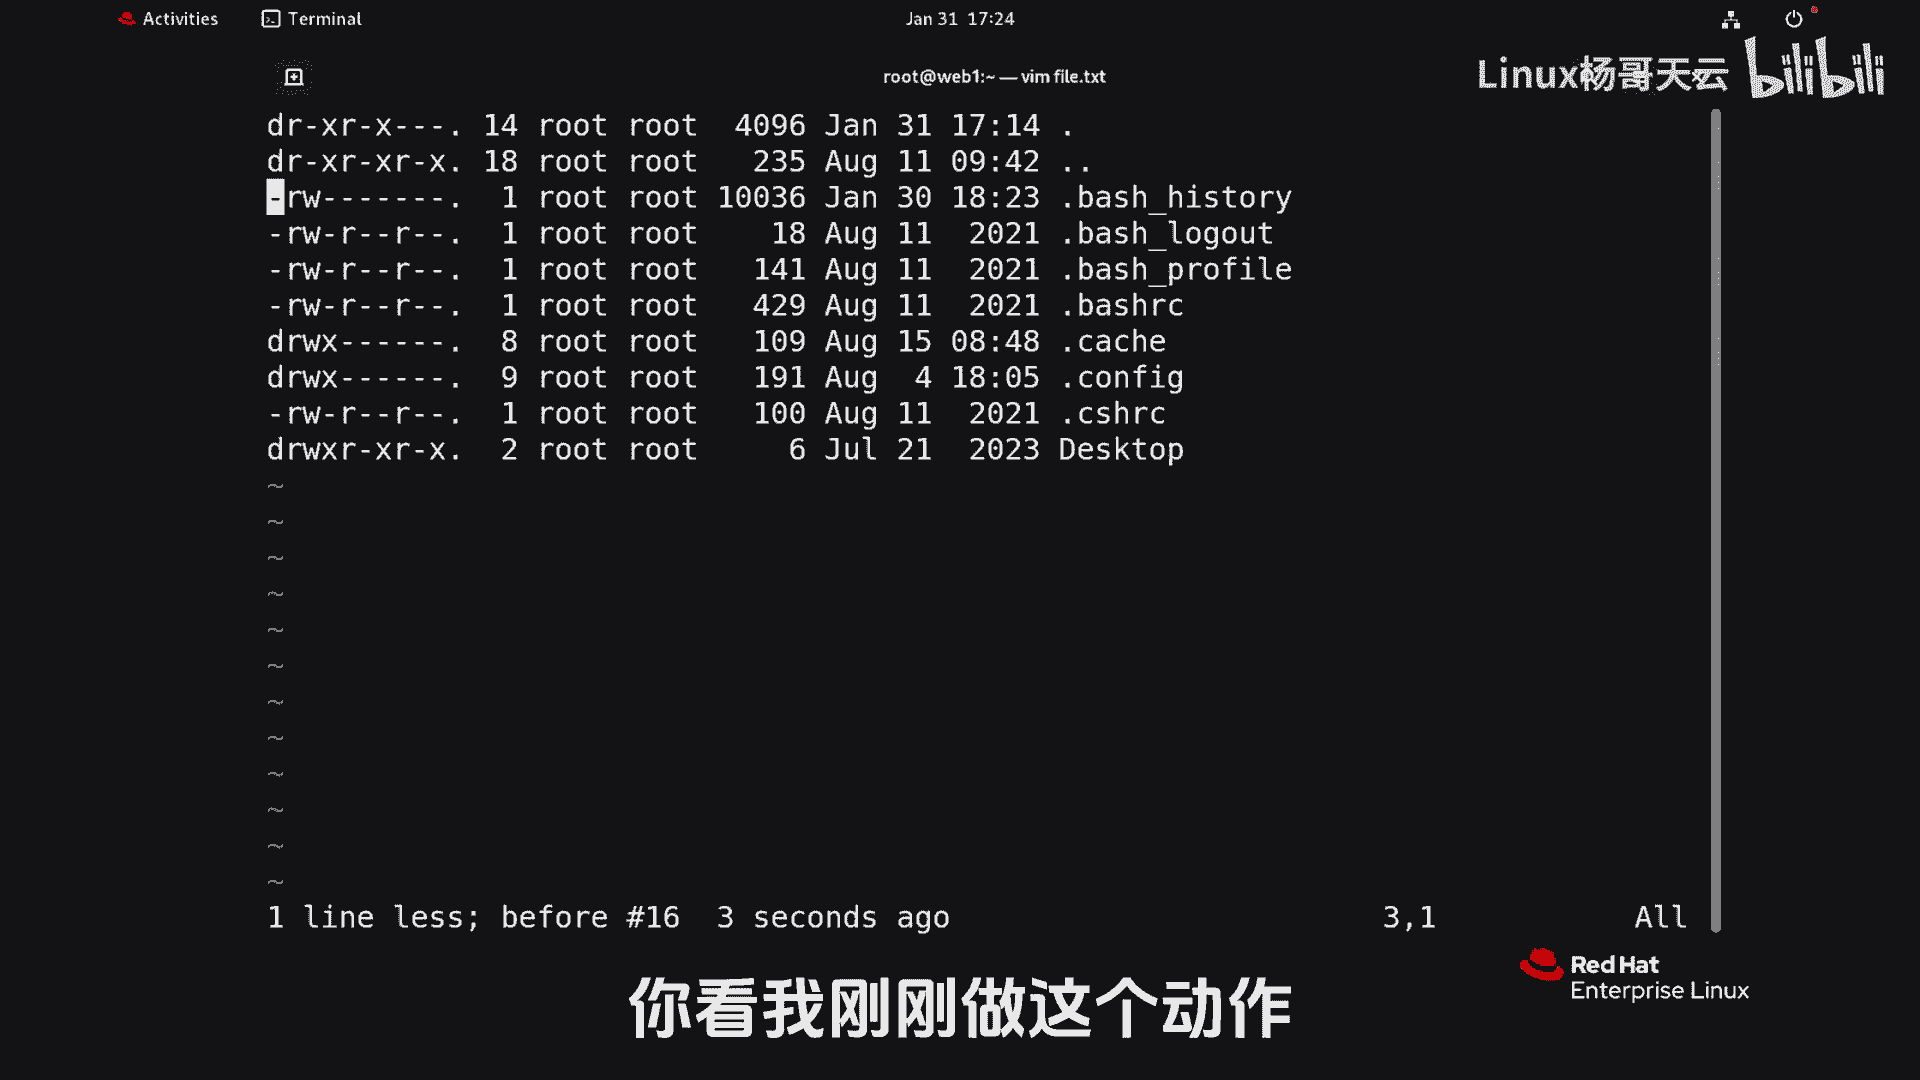 Activities Terminal Jan 31 17:24
root@web1:~ — vim file.txt
Linux杨哥天云 bilibili
dr-xr-x---. 14 root root  4096 Jan 31 17:14 .
dr-xr-xr-x. 18 root root   235 Aug 11 09:42 ..
-rw-------.  1 root root 10036 Jan 30 18:23 .bash_history
-rw-r--r--.  1 root root    18 Aug 11  2021 .bash_logout
-rw-r--r--.  1 root root   141 Aug 11  2021 .bash_profile
-rw-r--r--.  1 root root   429 Aug 11  2021 .bashrc
drwx------.  8 root root   109 Aug 15 08:48 .cache
drwx------.  9 root root   191 Aug  4 18:05 .config
-rw-r--r--.  1 root root   100 Aug 11  2021 .cshrc
drwxr-xr-x.  2 root root     6 Jul 21  2023 Desktop
~
~
~
~
~
~
~
~
~
~
~
~
1 line less; before #16  3 seconds ago 3,1 All
Red Hat
Enterprise Linux
你看我刚刚做这个动作